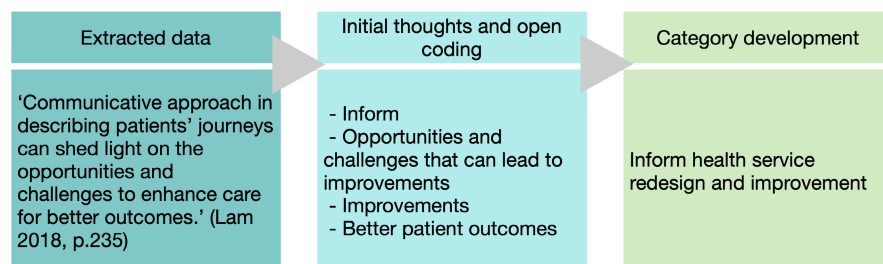 Extracted data
Initial thoughts and open
coding
Category development
‘Communicative approach in
describing patients’ journeys
can shed light on the
opportunities and
challenges to enhance care
for better outcomes.’ (Lam
2018, p.235)
- Inform
- Opportunities and
challenges that can lead to
improvements
- Improvements
- Better patient outcomes
Inform health service
redesign and improvement